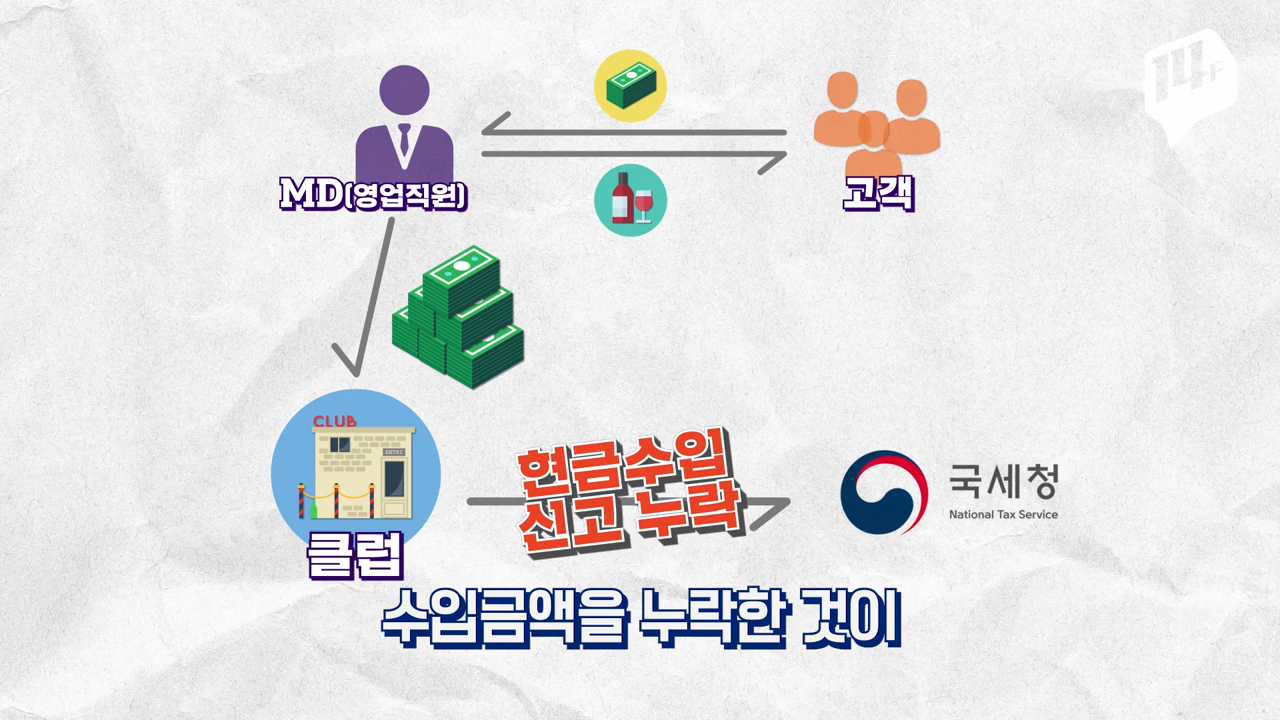 14F
MD(영업직원)
고객
CLUB
ENTRY
클럽
현금수입
신고 누락
국세청
National Tax Service
수입금액을 누락한 것이